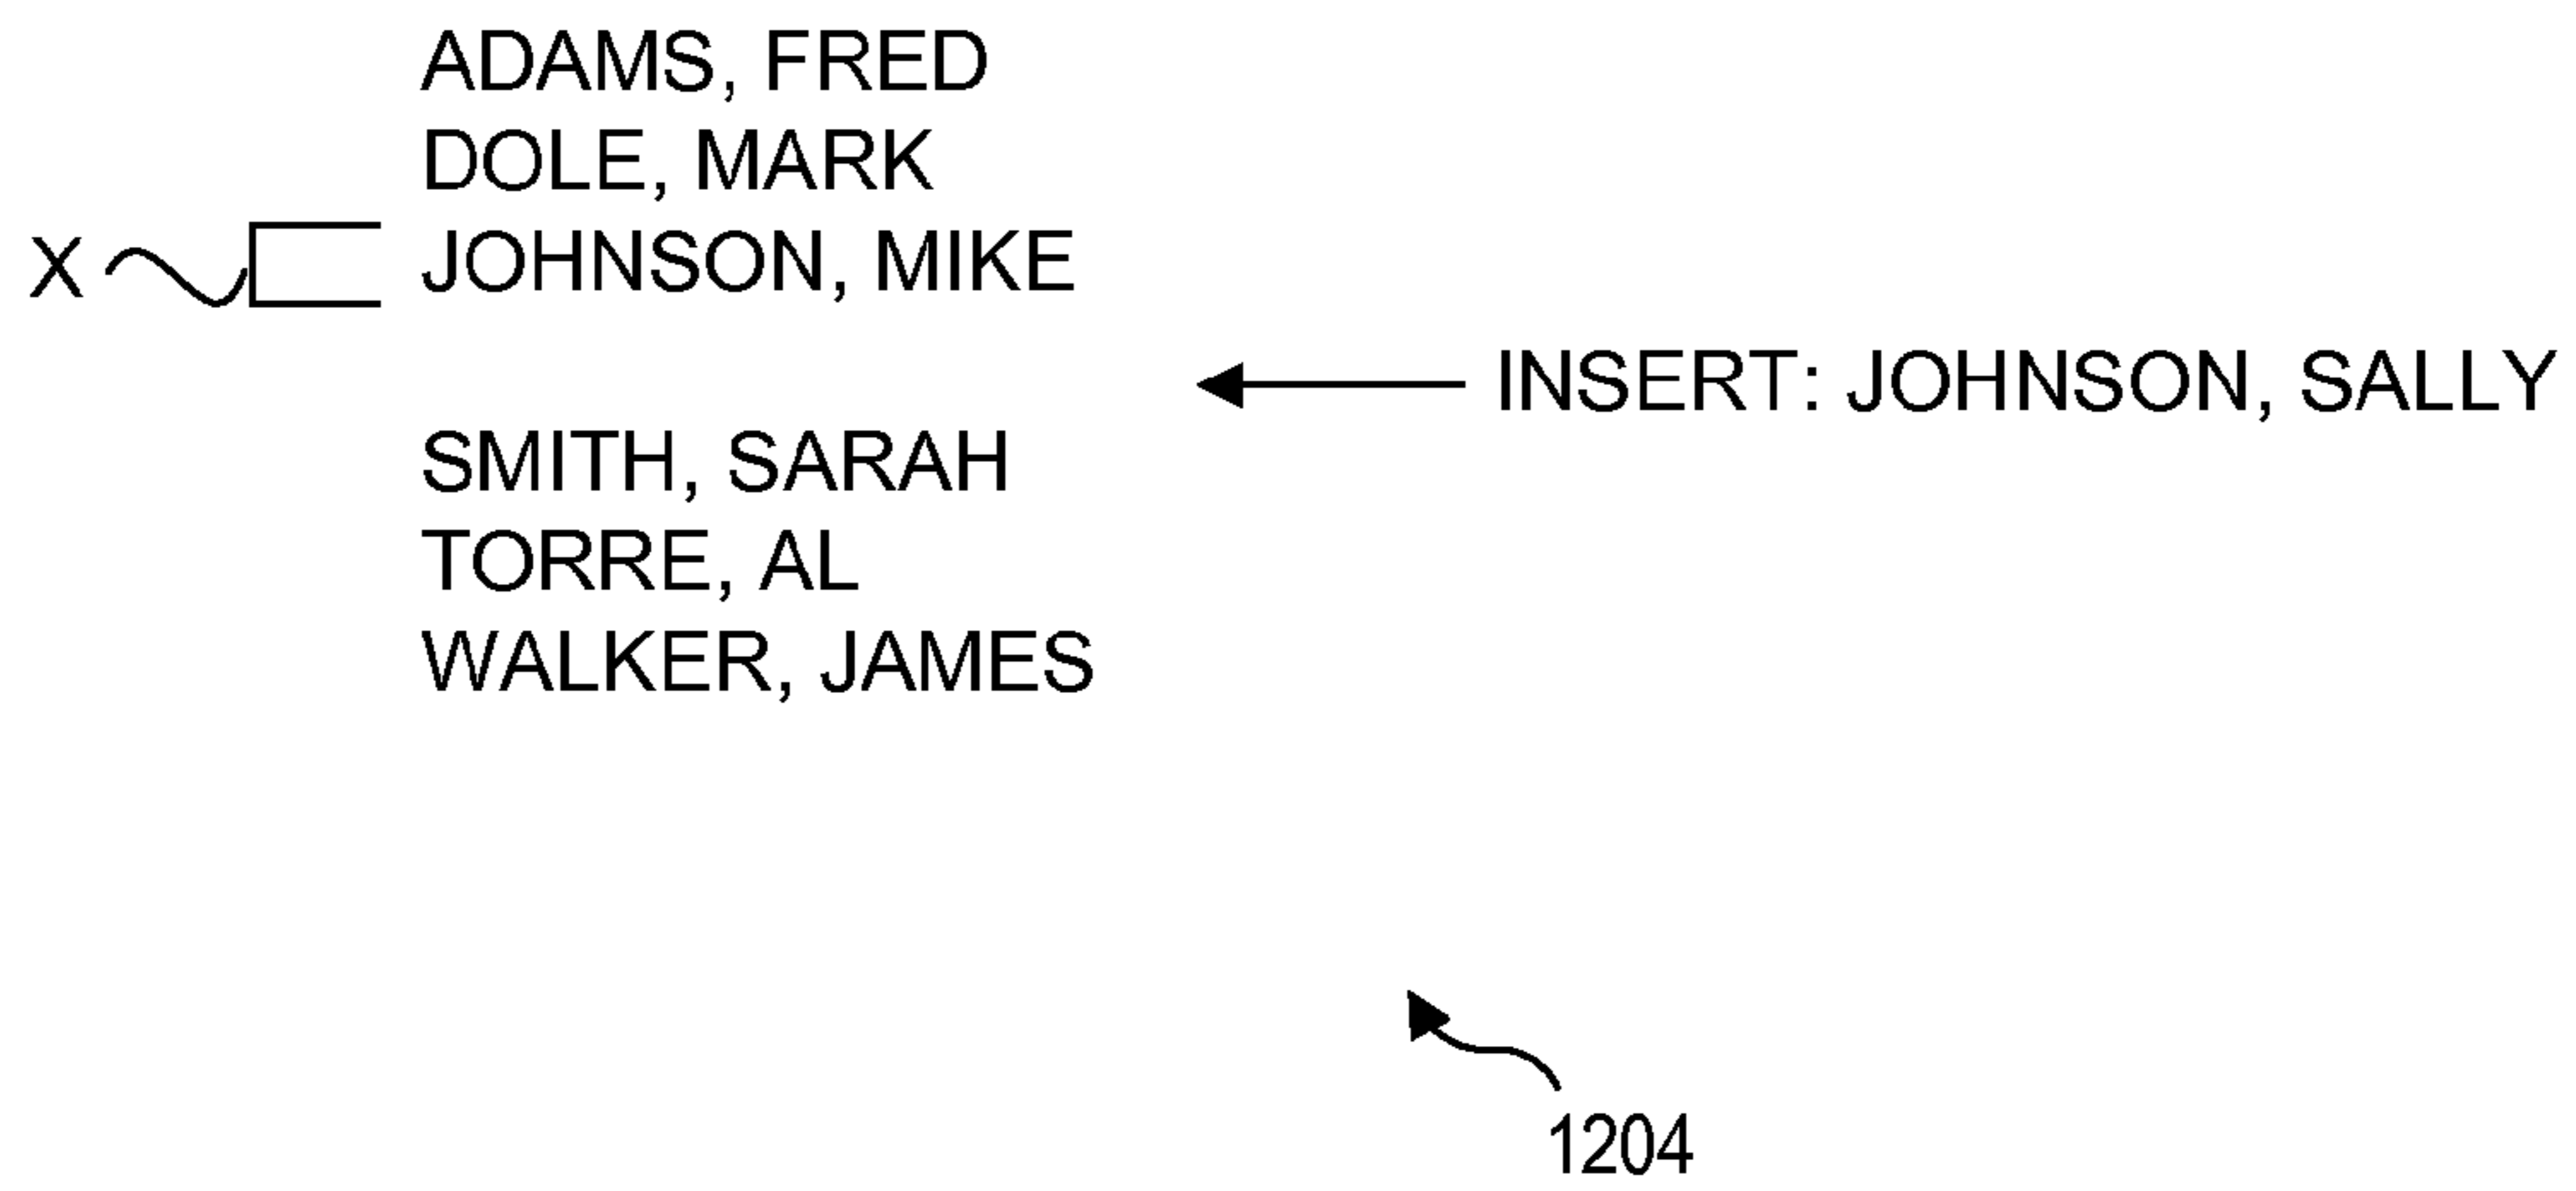 ADAMS, FRED
DOLE, MARK
X
JOHNSON, MIKE
INSERT: JOHNSON, SALLY
SMITH, SARAH
TORRE, AL
WALKER, JAMES
1204